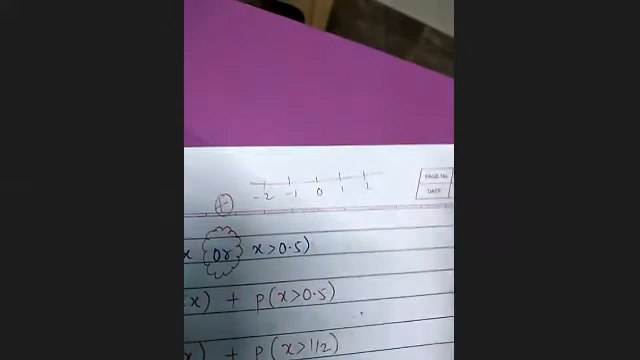 PAGE No.
DATE
-2 -1 0 1 2
+
x or x > 0.5)
x) + P(x > 0.5)
x) + P(x > 1/2)